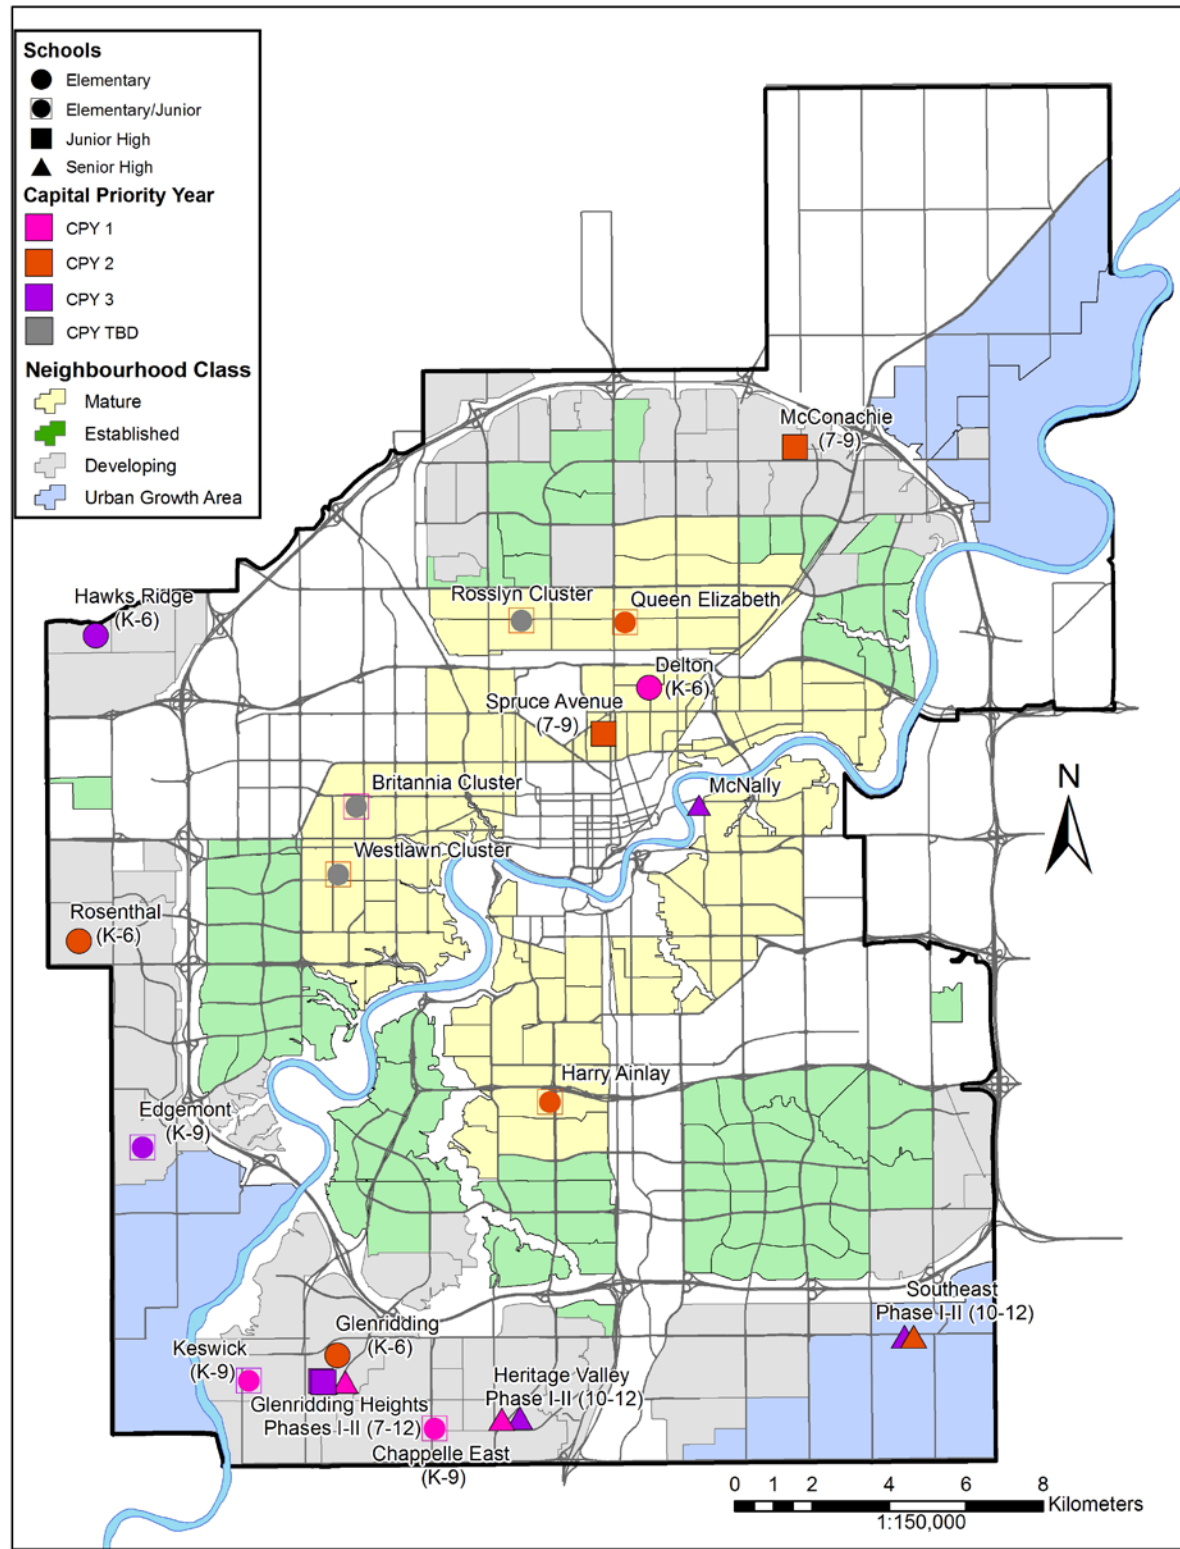 Schools
Elementary
Elementary/Junior
Junior High
Senior High
Capital Priority Year
CPY 1
CPY 2
CPY 3
CPY TBD
Neighbourhood Class
Mature
Established
Developing
Urban Growth Area
McConachie
(7-9)
Hawks Ridge
(K-6)
Rosslyn Cluster
Queen Elizabeth
Delton
(K-6)
Spruce Avenue
(7-9)
Britannia Cluster
McNally
N
Westlawn Cluster
Rosenthal
(K-6)
Harry Ainlay
Edgemont
(K-9)
Southeast
Phase I-II (10-12)
Glenridding
(K-6)
Keswick
(K-9)
Heritage Valley
Phase I-II (10-12)
Glenridding Heights
Phases I-II (7-12)
Chappelle East
(K-9)
0 1 2 4 6 8
Kilometers
1:150,000